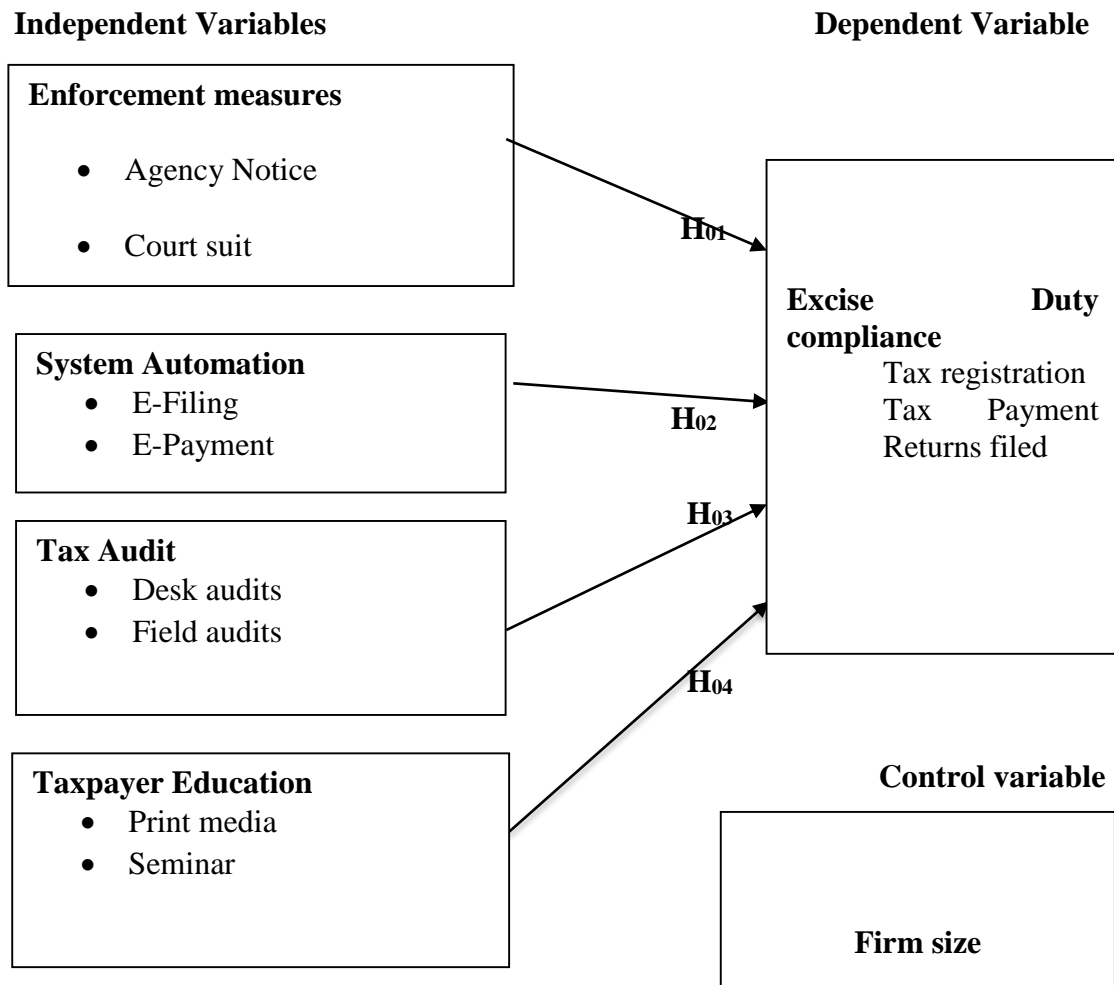 Independent Variables
Dependent Variable
Enforcement measures
• Agency Notice
• Court suit
H01
Excise Duty
compliance
Tax registration
Tax Payment
Returns filed
System Automation
• E-Filing
• E-Payment
H02
Tax Audit
• Desk audits
• Field audits
H03
Taxpayer Education
• Print media
• Seminar
H04
Control variable
Firm size